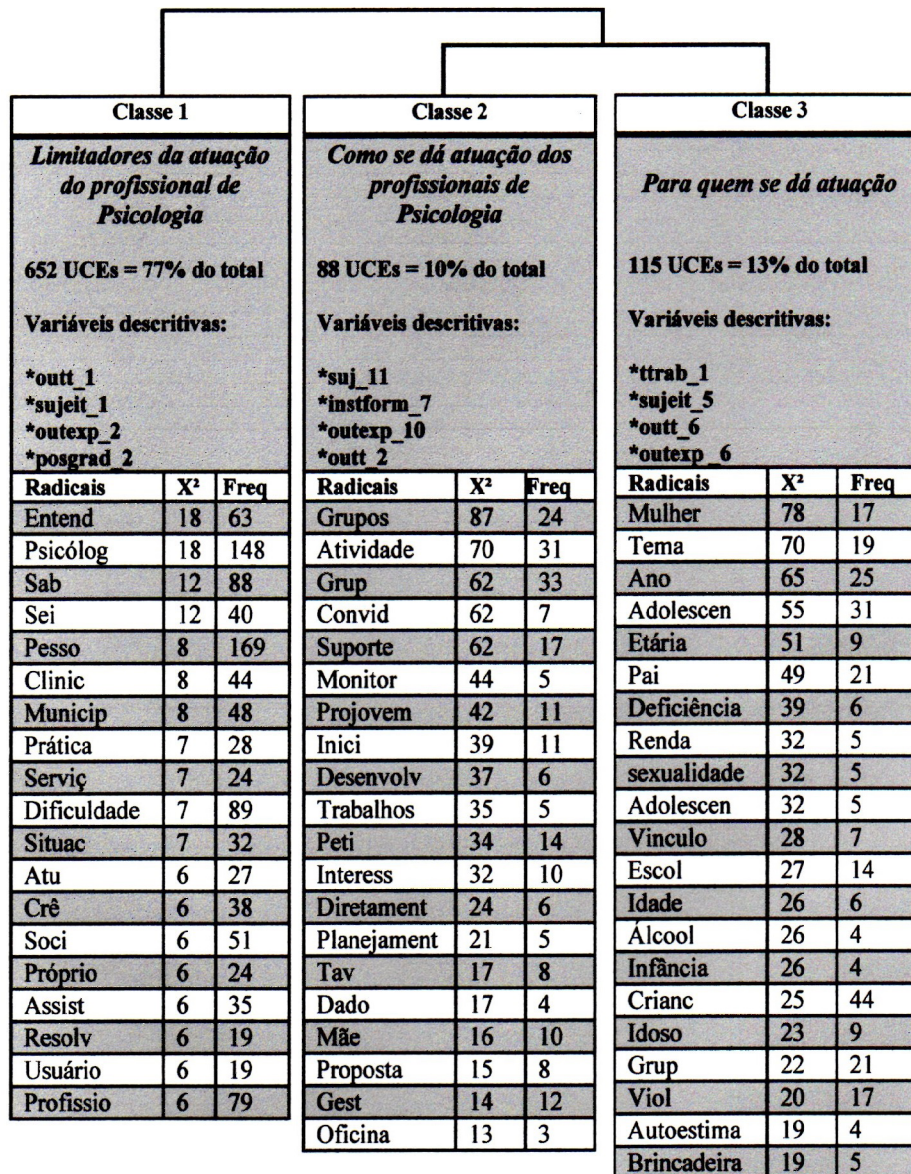 Classe 1
Limitadores da atuação
do profissional de
Psicologia
652 UCEs = 77% do total
Variáveis descritivas:
*outt_1
*sujeit_1
*outexp_2
*posgrad_2
Radicais X² Freq
Entend 18 63
Psicólog 18 148
Sab 12 88
Sei 12 40
Pesso 8 169
Clinic 8 44
Municip 8 48
Prática 7 28
Serviç 7 24
Dificuldade 7 89
Situac 7 32
Atu 6 27
Crê 6 38
Soci 6 51
Próprio 6 24
Assist 6 35
Resolv 6 19
Usuário 6 19
Profissio 6 79
Classe 2
Como se dá atuação dos
profissionais de
Psicologia
88 UCEs = 10% do total
Variáveis descritivas:
*suj_11
*instform_7
*outexp_10
*outt_2
Radicais X² Freq
Grupos 87 24
Atividade 70 31
Grup 62 33
Convid 62 7
Suporte 62 17
Monitor 44 5
Projovem 42 11
Inici 39 11
Desenvolv 37 6
Trabalhos 35 5
Peti 34 14
Interess 32 10
Diretament 24 6
Planejament 21 5
Tav 17 8
Dado 17 4
Mãe 16 10
Proposta 15 8
Gest 14 12
Oficina 13 3
Classe 3
Para quem se dá atuação
115 UCEs = 13% do total
Variáveis descritivas:
*ttrab_1
*sujeit_5
*outt_6
*outexp _6
Radicais X² Freq
Mulher 78 17
Tema 70 19
Ano 65 25
Adolescen 55 31
Etária 51 9
Pai 49 21
Deficiência 39 6
Renda 32 5
sexualidade 32 5
Adolescen 32 5
Vinculo 28 7
Escol 27 14
Idade 26 6
Álcool 26 4
Infância 26 4
Crianc 25 44
Idoso 23 9
Grup 22 21
Viol 20 17
Autoestima 19 4
Brincadeira 19 5